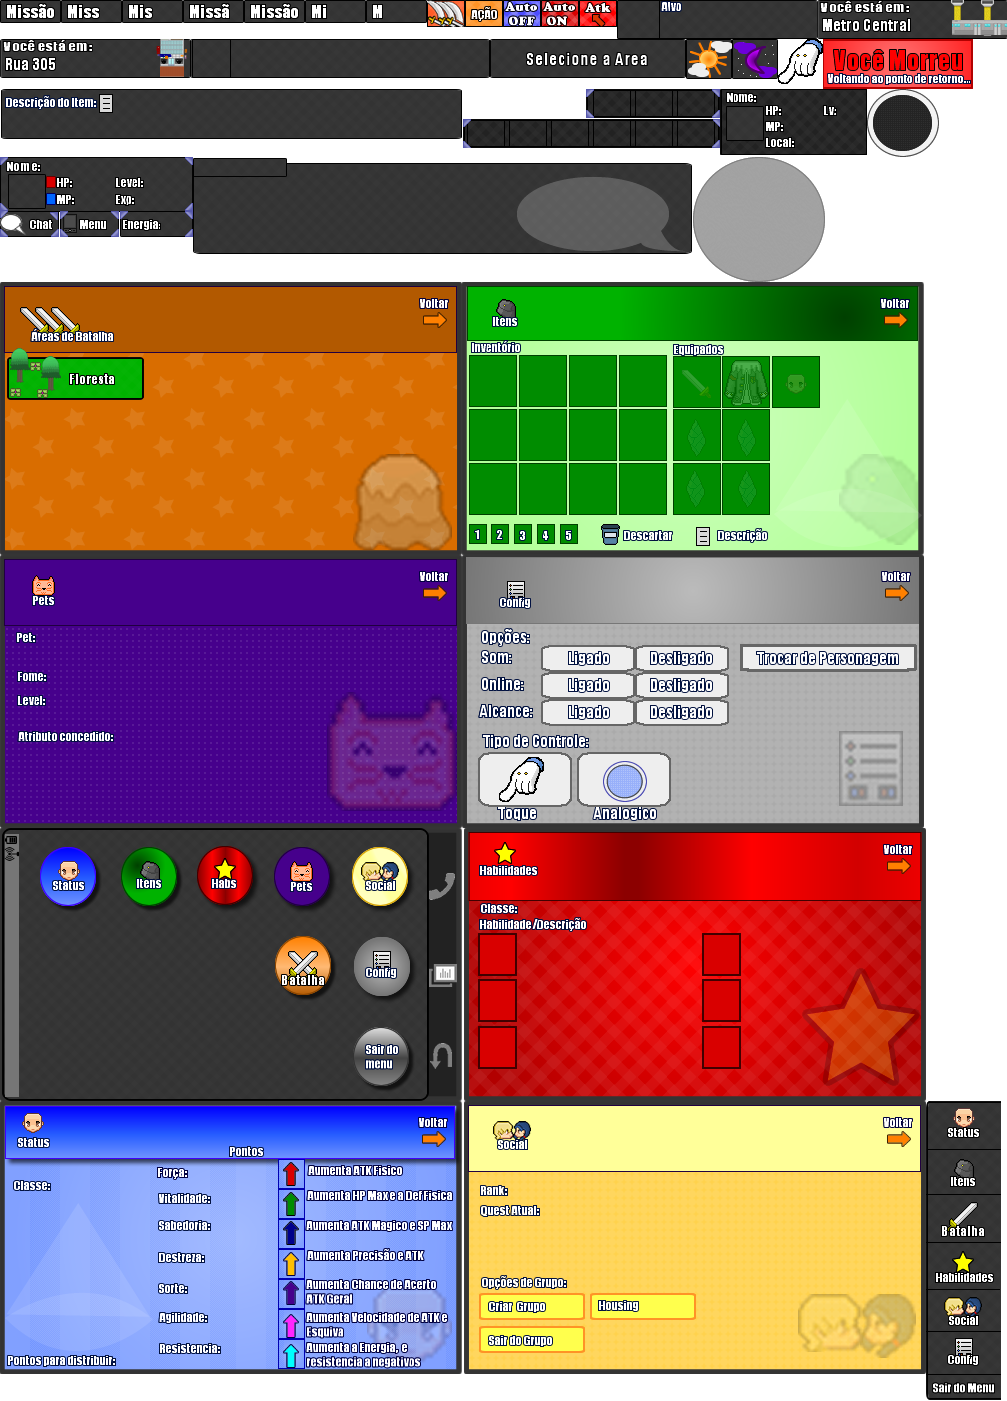 Missão
Miss
Mis
Missã
Missão
Mi
M
AÇÃO
Auto
OFF
Auto
ON
Atk
Alvo
Você está em:
Metro Central
Você está em:
Rua 305
Selecione a Area
Você Morreu
Voltando ao ponto de retorno...
Descrição do Item:
Nome:
HP:
Lv:
MP:
Local:
Nome:
HP:
Level:
MP:
Exp:
Chat
Menu
Energia:
Voltar
Áreas de Batalha
Floresta
Voltar
Itens
Inventório
Equipados
1 2 3 4 5
Descartar
Descrição
Voltar
Pets
Pet:
Fome:
Level:
Atributo concedido:
Voltar
Config
Opções:
Som:
Ligado
Desligado
Trocar de Personagem
Online:
Ligado
Desligado
Alcance:
Ligado
Desligado
Tipo de Controle:
Toque
Analogico
Status
Itens
Habs
Pets
Social
Batalha
Config
Sair do
menu
Voltar
Habilidades
Classe:
Habilidade/Descrição
Voltar
Status
Pontos
Classe:
Força:
Aumenta ATK Fisico
Vitalidade:
Aumenta HP Max e a Def Fisica
Sabedoria:
Aumenta ATK Magico e SP Max
Destreza:
Aumenta Precisão e ATK
Sorte:
Aumenta Chance de Acerto
ATK Geral
Agilidade:
Aumenta Velocidade de ATK e
Esquiva
Resistencia:
Aumenta a Energia, e
resistencia a negativos
Pontos para distribuir:
Voltar
Social
Rank:
Quest Atual:
Opções de Grupo:
Criar Grupo
Housing
Sair do Grupo
Status
Itens
Batalha
Habilidades
Social
Config
Sair do Menu